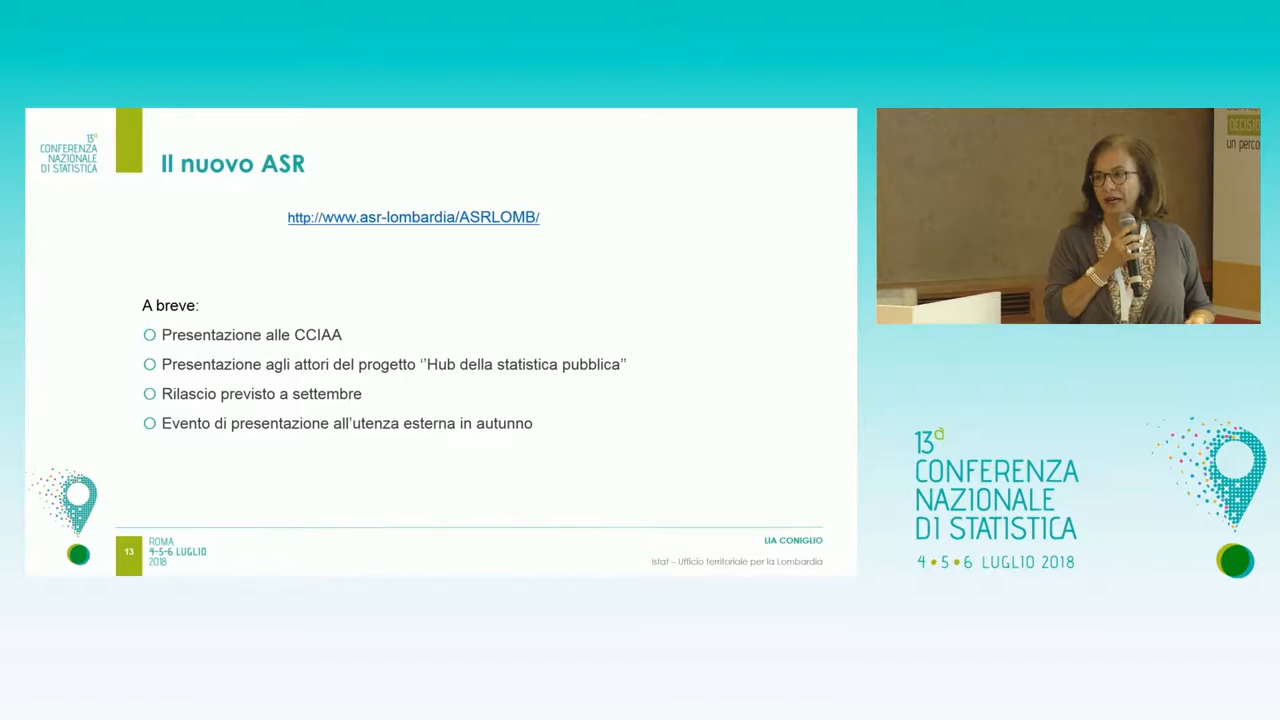 13ª
CONFERENZA
NAZIONALE
DI STATISTICA
Il nuovo ASR
http://www.asr-lombardia/ASRLOMB/
A breve:
Presentazione alle CCIAA
Presentazione agli attori del progetto ‘’Hub della statistica pubblica’’
Rilascio previsto a settembre
Evento di presentazione all’utenza esterna in autunno
13
ROMA
4-5-6 LUGLIO
2018
LIA CONIGLIO
Istat – Ufficio territoriale per la Lombardia
DECISIO
un perco
13ª
CONFERENZA
NAZIONALE
DI STATISTICA
4 • 5 • 6 LUGLIO 2018